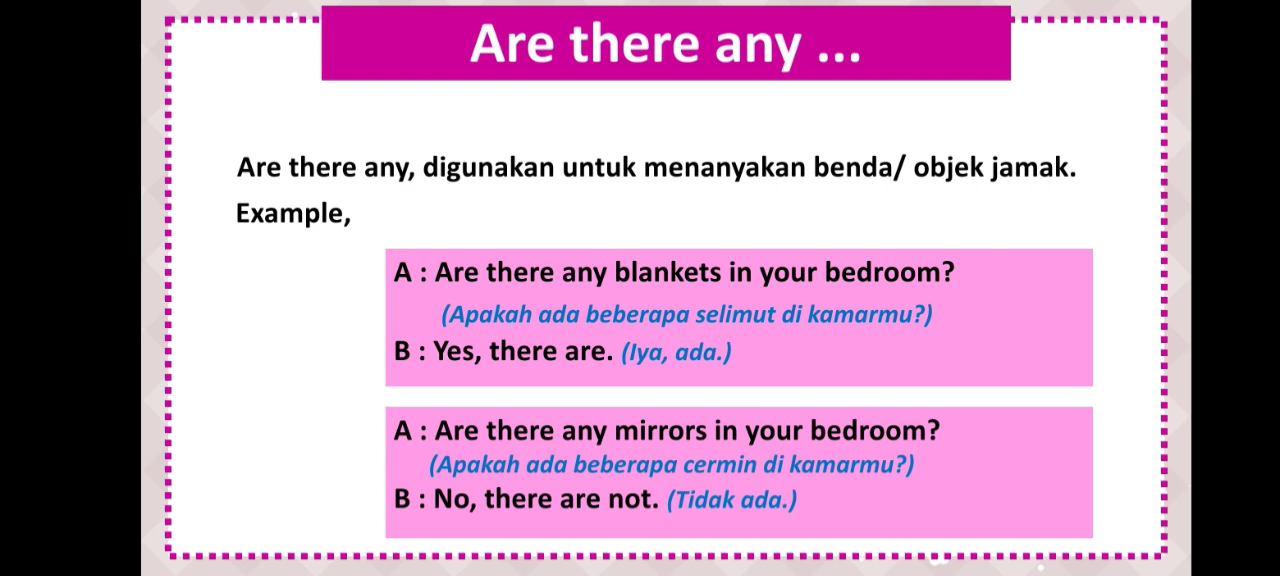 Are there any ...
Are there any, digunakan untuk menanyakan benda/ objek jamak.
Example,
A : Are there any blankets in your bedroom?
(Apakah ada beberapa selimut di kamarmu?)
B : Yes, there are. (Iya, ada.)
A : Are there any mirrors in your bedroom?
(Apakah ada beberapa cermin di kamarmu?)
B : No, there are not. (Tidak ada.)